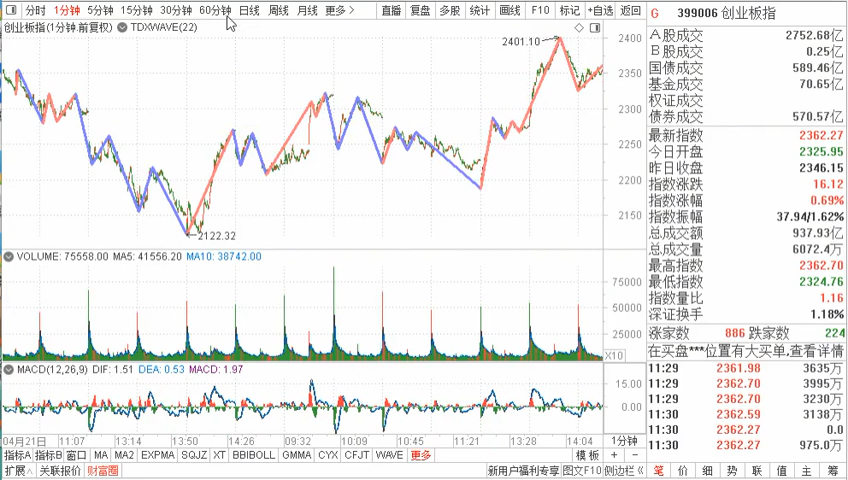 分时 1分钟 5分钟 15分钟 30分钟 60分钟 日线 周线 月线 更多 > 直播 复盘 多股 统计 画线 F10 标记 +自选 返回
G 399006 创业板指
创业板指(1分钟 前复权) TDXWAVE(22)
2401.10
2400
2350
2300
2250
2200
2150
2122.32
VOLUME: 75558.00 MA5: 41556.20 MA10: 38742.00
75000
50000
25000
X10
MACD(12,26,9) DIF: 1.51 DEA: 0.53 MACD: 1.97
15.00
0.00
04月21日 11:07 13:14 13:50 14:26 09:32 10:09 10:45 11:21 13:28 14:04 1分钟
指标A 指标B 窗口 MA MA2 EXPMA SQJZ XT BBIBOLL GMMA CYX CFJT WAVE 更多 模板 + -
扩展∧ 关联报价 财富圈 新用户福利专享 图文F10 侧边栏《
A股成交 2752.68亿
B股成交 0.25亿
国债成交 589.46亿
基金成交 70.65亿
权证成交
债券成交 570.57亿
最新指数 2362.27
今日开盘 2325.95
昨日收盘 2346.15
指数涨跌 16.12
指数涨幅 0.69%
指数振幅 37.94/1.62%
总成交额 937.93亿
总成交量 6072.4万
最高指数 2362.70
最低指数 2324.76
指数量比 1.16
深证换手 1.18%
涨家数 886 跌家数 224
在买盘***位置有大买单,查看详情
11:29 2361.98 3635万
11:29 2362.70 3995万
11:29 2362.70 3230万
11:30 2362.59 3138万
11:30 2362.27 0.0
11:30 2362.27 975.0万
笔 价 细 势 联 值 主 筹